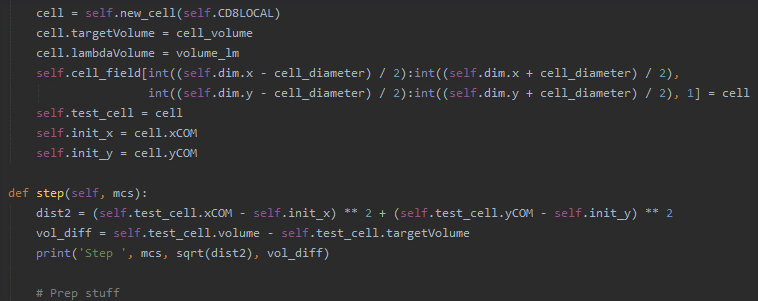 cell = self.new_cell(self.CD8LOCAL)
cell.targetVolume = cell_volume
cell.lambdaVolume = volume_lm
self.cell_field[int((self.dim.x - cell_diameter) / 2):int((self.dim.x + cell_diameter) / 2),
int((self.dim.y - cell_diameter) / 2):int((self.dim.y + cell_diameter) / 2), 1] = cell
self.test_cell = cell
self.init_x = cell.xCOM
self.init_y = cell.yCOM
def step(self, mcs):
dist2 = (self.test_cell.xCOM - self.init_x) ** 2 + (self.test_cell.yCOM - self.init_y) ** 2
vol_diff = self.test_cell.volume - self.test_cell.targetVolume
print('Step ', mcs, sqrt(dist2), vol_diff)
# Prep stuff